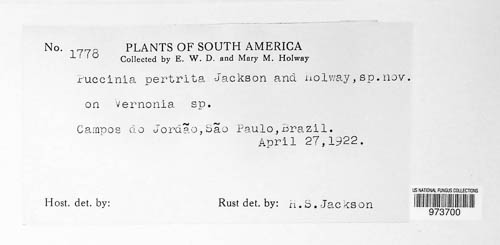 No. 1778 PLANTS OF SOUTH AMERICA
Collected by E. W. D. and Mary M. Holway
Puccinia pertrita Jackson and Holway,sp.nov.
on Vernonia sp.
Campos do Jordão,São Paulo,Brazil.
April 27,1922.
Host. det. by: Rust det. by: H.S.Jackson
US NATIONAL FUNGUS COLLECTIONS
973700